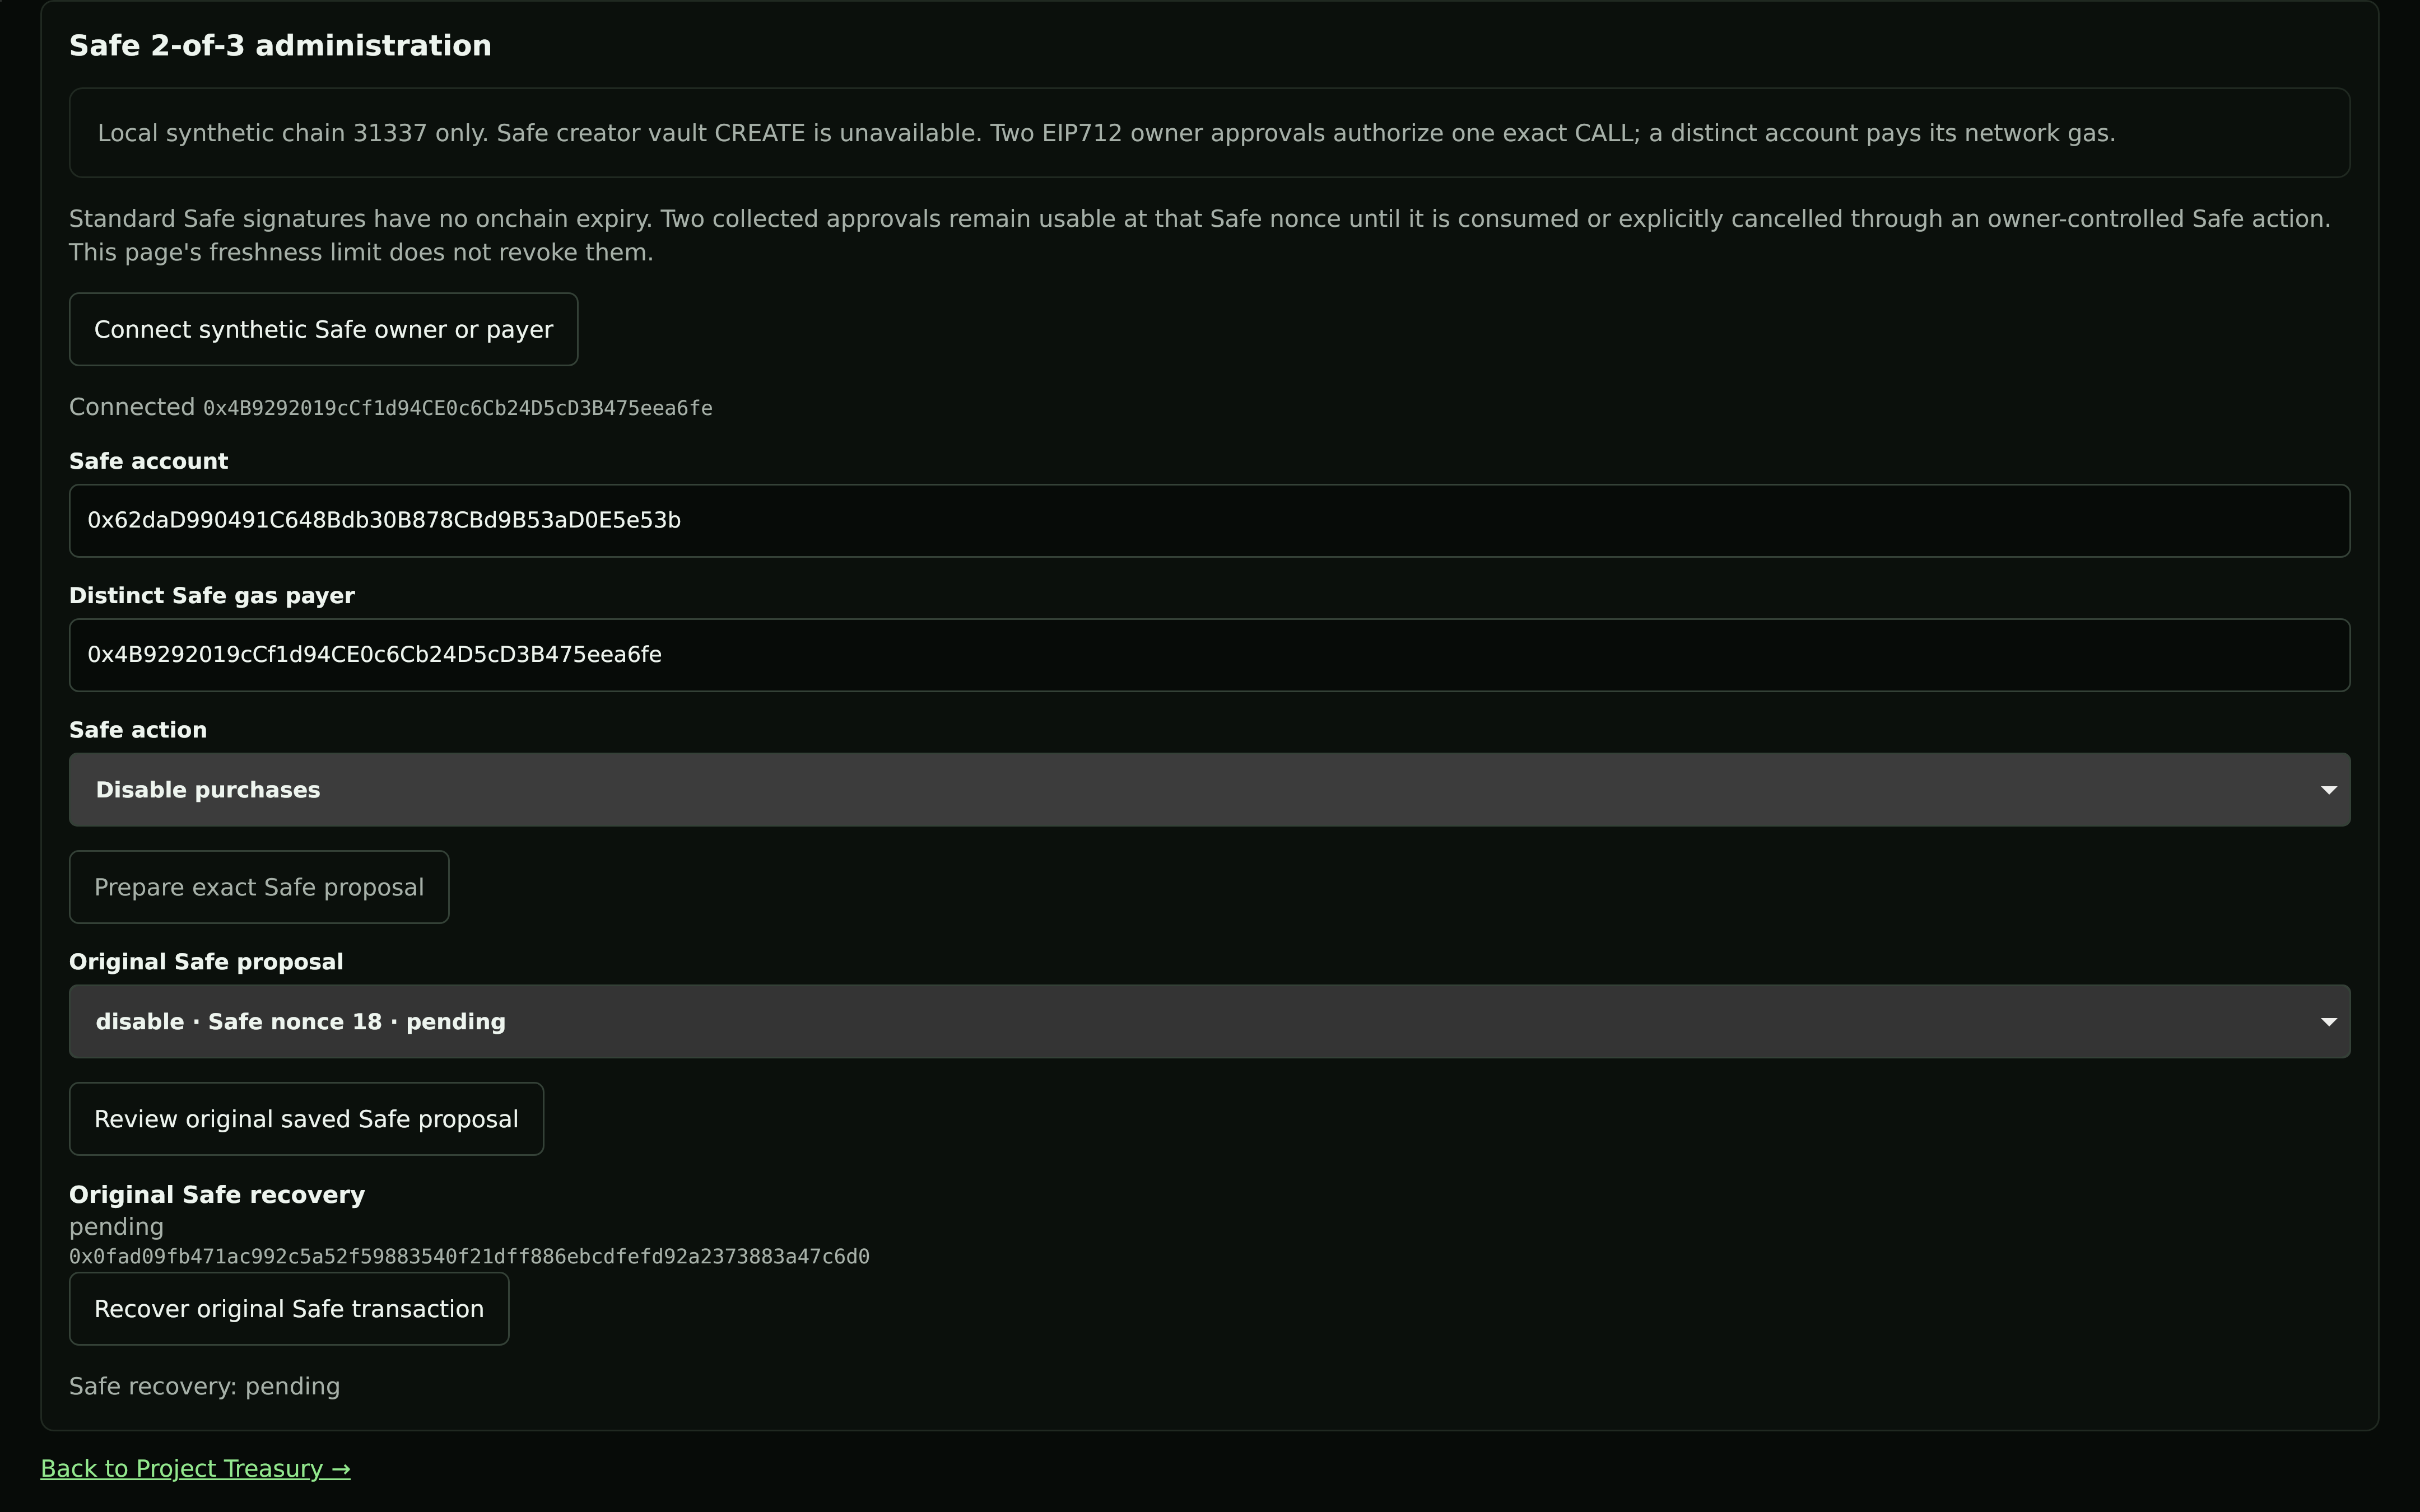 Safe 2-of-3 administration
Local synthetic chain 31337 only. Safe creator vault CREATE is unavailable. Two EIP712 owner approvals authorize one exact CALL; a distinct account pays its network gas.
Standard Safe signatures have no onchain expiry. Two collected approvals remain usable at that Safe nonce until it is consumed or explicitly cancelled through an owner-controlled Safe action.
This page's freshness limit does not revoke them.
Connect synthetic Safe owner or payer
Connected 0x4B9292019cCf1d94CE0c6Cb24D5cD3B475eea6fe
Safe account
0x62daD990491C648Bdb30B878CBd9B53aD0E5e53b
Distinct Safe gas payer
0x4B9292019cCf1d94CE0c6Cb24D5cD3B475eea6fe
Safe action
Disable purchases
Prepare exact Safe proposal
Original Safe proposal
disable · Safe nonce 18 · pending
Review original saved Safe proposal
Original Safe recovery
pending
0x0fad09fb471ac992c5a52f59883540f21dff886ebcdfefd92a2373883a47c6d0
Recover original Safe transaction
Safe recovery: pending
Back to Project Treasury →